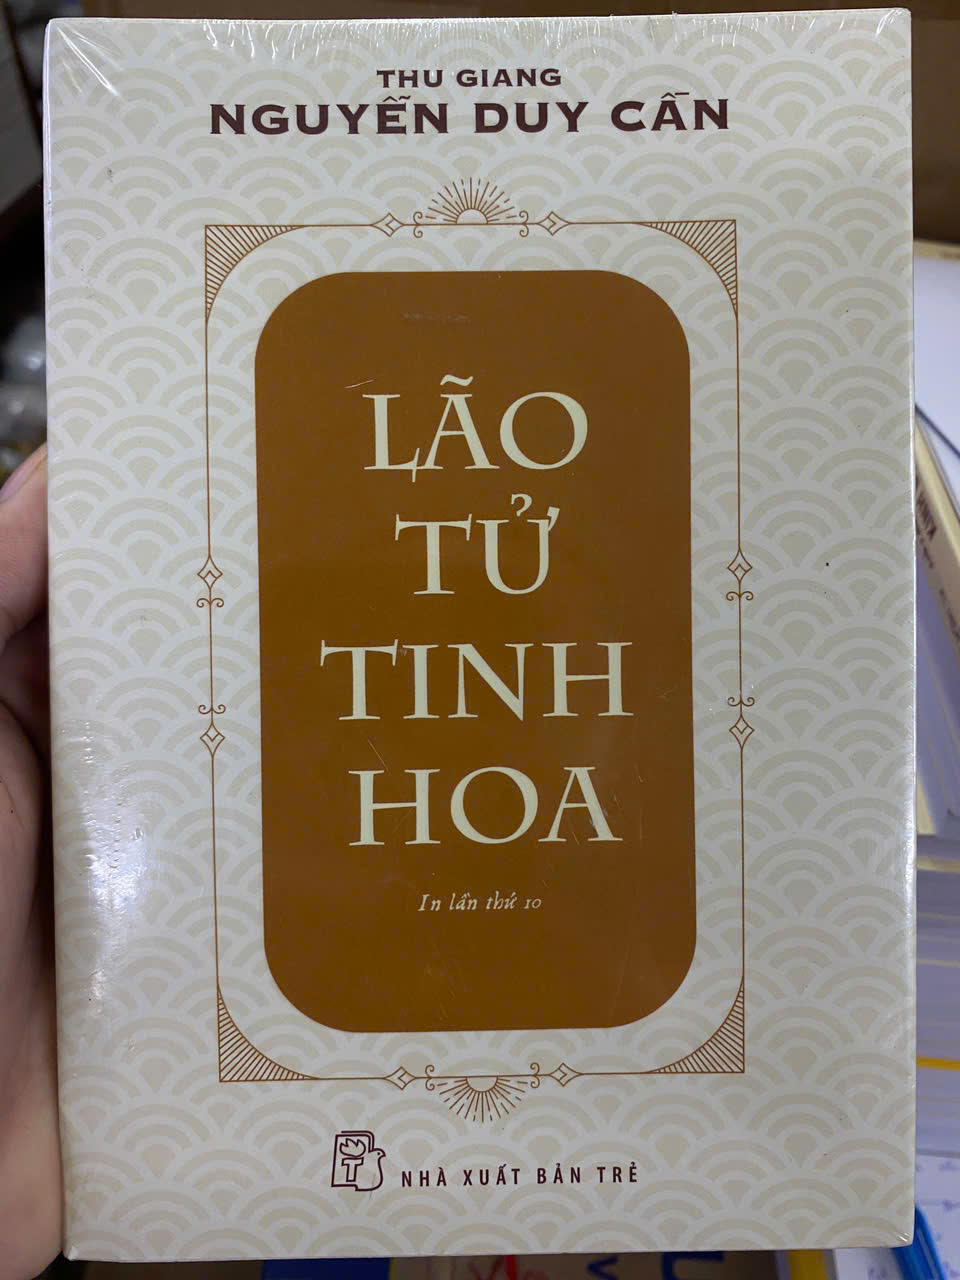 THU GIANG
NGUYỄN DUY CẦN
LÃO
TỬ
TINH
HOA
In lần thứ 10
T
NHÀ XUẤT BẢN TRẺ